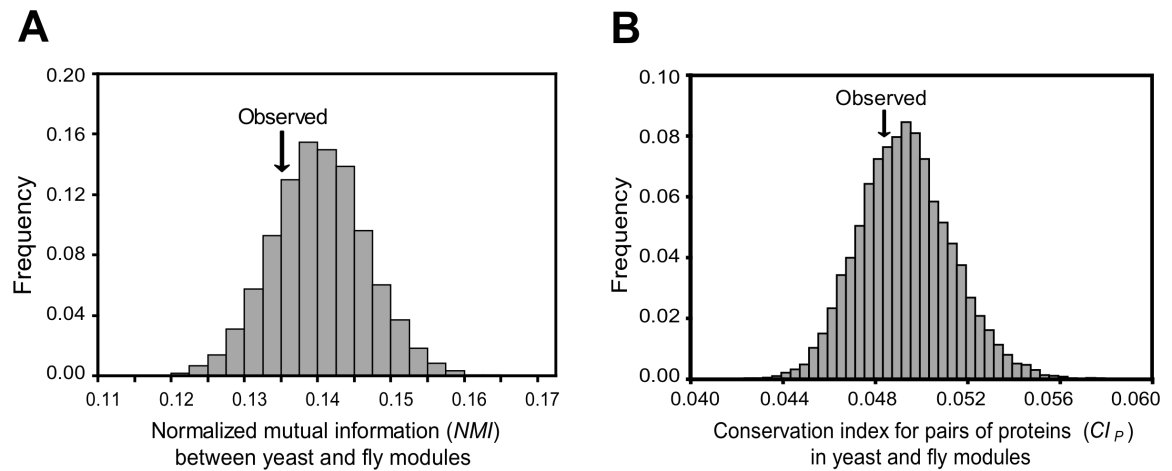 A
0.20
0.16
0.12
0.08
0.04
0.00
Frequency
Observed
0.11 0.12 0.13 0.14 0.15 0.16 0.17
Normalized mutual information (NMI)
between yeast and fly modules
B
0.10
0.08
0.06
0.04
0.02
0.00
Frequency
Observed
0.040 0.044 0.048 0.052 0.056 0.060
Conservation index for pairs of proteins (CI P )
in yeast and fly modules